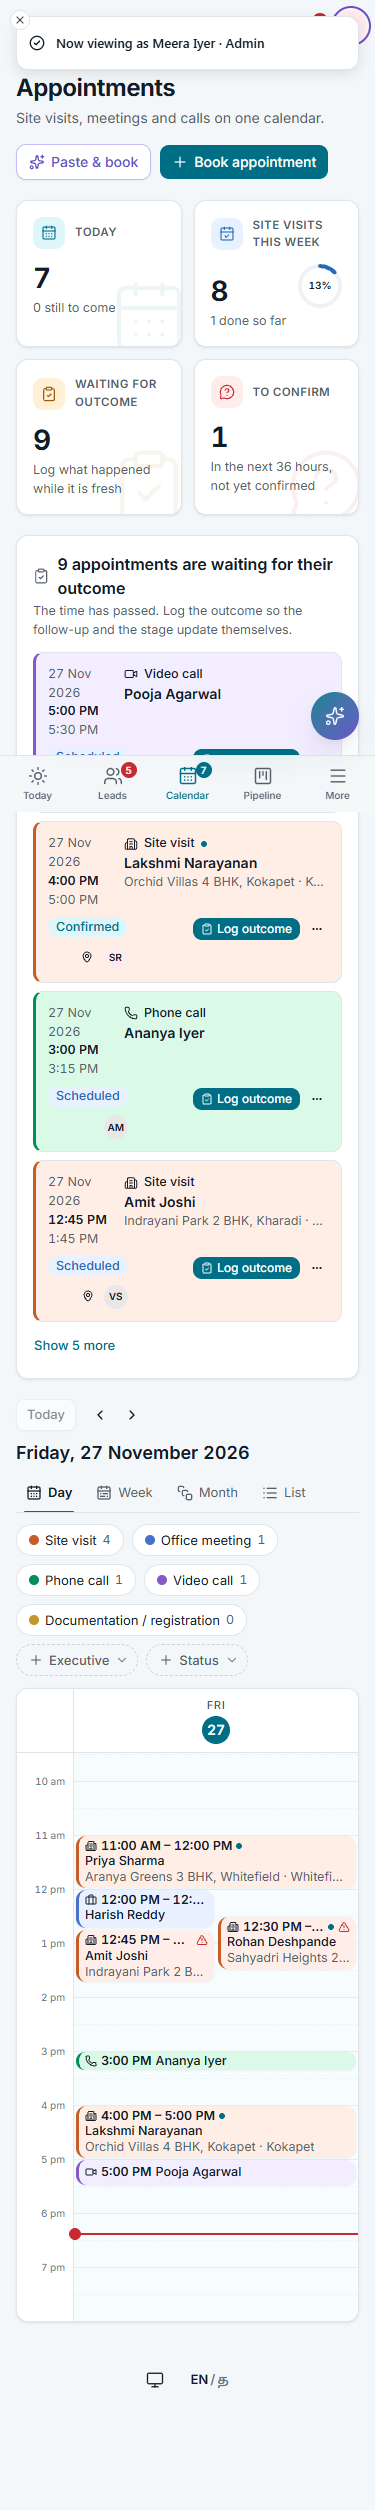 Now viewing as Meera Iyer · Admin
Appointments
Site visits, meetings and calls on one calendar.
Paste & book
Book appointment
TODAY
7
0 still to come
SITE VISITS
THIS WEEK
8
13%
1 done so far
WAITING FOR
OUTCOME
9
Log what happened
while it is fresh
TO CONFIRM
1
In the next 36 hours,
not yet confirmed
9 appointments are waiting for their
outcome
The time has passed. Log the outcome so the
follow-up and the stage update themselves.
27 Nov
2026
5:00 PM
5:30 PM
Video call
Pooja Agarwal
Scheduled
Today
Leads
5
Calendar
7
Pipeline
More
27 Nov
2026
4:00 PM
5:00 PM
Site visit
Lakshmi Narayanan
Orchid Villas 4 BHK, Kokapet · K...
Confirmed
Log outcome
SR
27 Nov
2026
3:00 PM
3:15 PM
Phone call
Ananya Iyer
Scheduled
Log outcome
AM
27 Nov
2026
12:45 PM
1:45 PM
Site visit
Amit Joshi
Indrayani Park 2 BHK, Kharadi · ...
Scheduled
Log outcome
VS
Show 5 more
Today
Friday, 27 November 2026
Day
Week
Month
List
Site visit 4
Office meeting 1
Phone call 1
Video call 1
Documentation / registration 0
Executive
Status
FRI
27
10 am
11 am
11:00 AM – 12:00 PM
Priya Sharma
Aranya Greens 3 BHK, Whitefield · Whitefi...
12 pm
12:00 PM – 12:...
Harish Reddy
12:30 PM –...
Rohan Deshpande
Sahyadri Heights 2...
1 pm
12:45 PM – ...
Amit Joshi
Indrayani Park 2 B...
2 pm
3 pm
3:00 PM Ananya Iyer
4 pm
4:00 PM – 5:00 PM
Lakshmi Narayanan
Orchid Villas 4 BHK, Kokapet · Kokapet
5 pm
5:00 PM Pooja Agarwal
6 pm
7 pm
EN / த